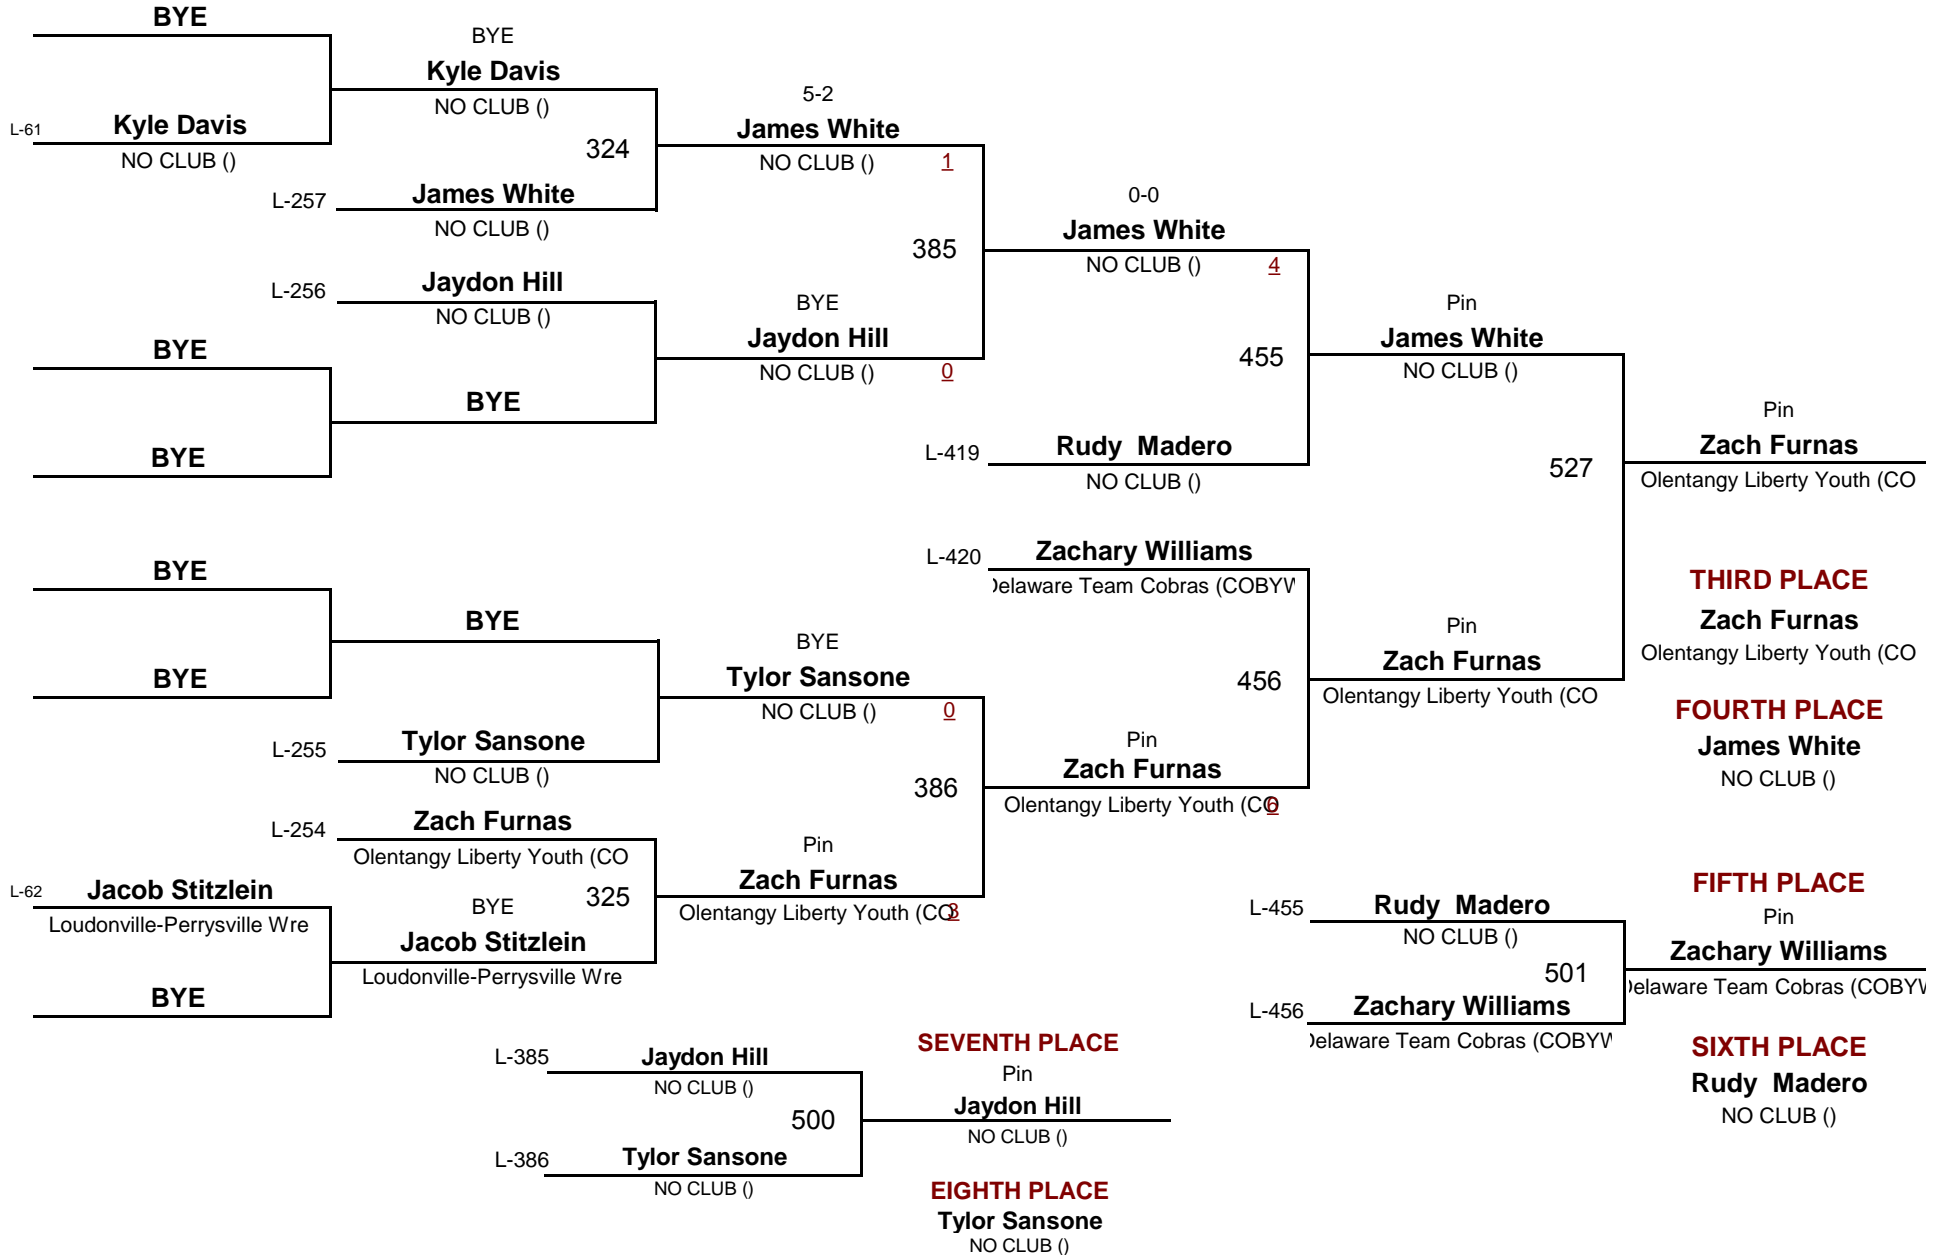 BYE
BYE
Kyle Davis
NO CLUB ()
L-61
Kyle Davis
NO CLUB ()
324
5-2
James White
NO CLUB ()
1
L-257
James White
NO CLUB ()
0-0
James White
NO CLUB ()
4
385
L-256
Jaydon Hill
NO CLUB ()
BYE
Jaydon Hill
NO CLUB ()
0
Pin
James White
NO CLUB ()
455
BYE
BYE
BYE
L-419
Rudy  Madero
NO CLUB ()
527
Pin
Zach Furnas
Olentangy Liberty Youth (CO
L-420
Zachary Williams
Delaware Team Cobras (COBYW
BYE
BYE
BYE
BYE
Tylor Sansone
NO CLUB ()
0
456
Pin
Zach Furnas
Olentangy Liberty Youth (CO
THIRD PLACE
Zach Furnas
Olentangy Liberty Youth (CO
FOURTH PLACE
James White
NO CLUB ()
L-255
Tylor Sansone
NO CLUB ()
386
Pin
Zach Furnas
Olentangy Liberty Youth (CO
6
L-254
Zach Furnas
Olentangy Liberty Youth (CO
325
Pin
Zach Furnas
Olentangy Liberty Youth (CO
3
L-62
Jacob Stitzlein
Loudonville-Perrysville Wre
BYE
Jacob Stitzlein
Loudonville-Perrysville Wre
BYE
L-455
Rudy  Madero
NO CLUB ()
501
L-456
Zachary Williams
Delaware Team Cobras (COBYW
FIFTH PLACE
Pin
Zachary Williams
Delaware Team Cobras (COBYW
SIXTH PLACE
Rudy  Madero
NO CLUB ()
L-385
Jaydon Hill
NO CLUB ()
500
L-386
Tylor Sansone
NO CLUB ()
SEVENTH PLACE
Pin
Jaydon Hill
NO CLUB ()
EIGHTH PLACE
Tylor Sansone
NO CLUB ()